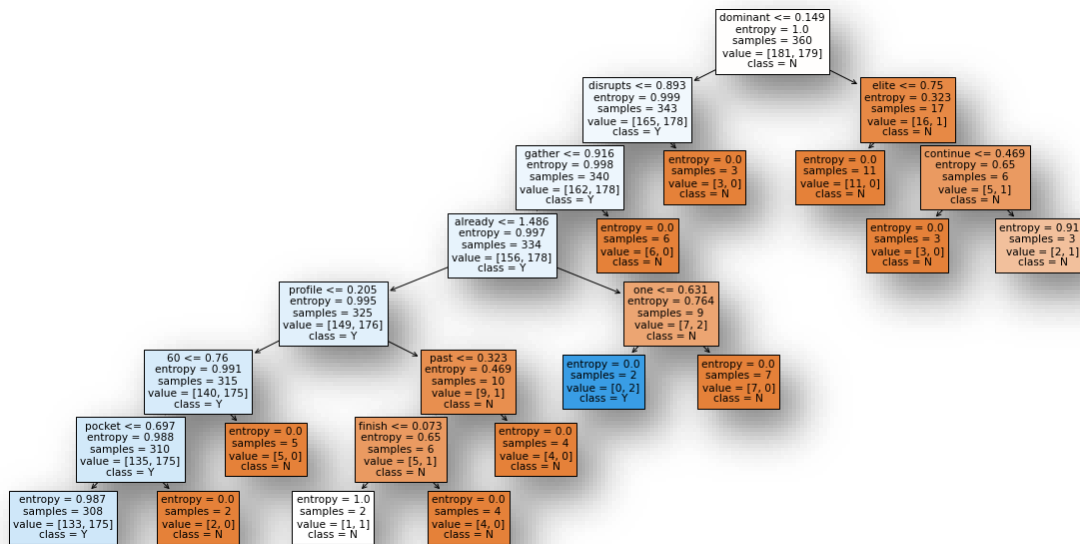 dominant <= 0.149
entropy = 1.0
samples = 360
value = [181, 179]
class = N
disrupts <= 0.893
entropy = 0.999
samples = 343
value = [165, 178]
class = Y
elite <= 0.75
entropy = 0.323
samples = 17
value = [16, 1]
class = N
gather <= 0.916
entropy = 0.998
samples = 340
value = [162, 178]
class = Y
entropy = 0.0
samples = 3
value = [3, 0]
class = N
entropy = 0.0
samples = 11
value = [11, 0]
class = N
continue <= 0.469
entropy = 0.65
samples = 6
value = [5, 1]
class = N
already <= 1.486
entropy = 0.997
samples = 334
value = [156, 178]
class = Y
entropy = 0.0
samples = 6
value = [6, 0]
class = N
entropy = 0.0
samples = 3
value = [3, 0]
class = N
entropy = 0.91
samples = 3
value = [2, 1]
class = N
profile <= 0.205
entropy = 0.995
samples = 325
value = [149, 176]
class = Y
one <= 0.631
entropy = 0.764
samples = 9
value = [7, 2]
class = N
60 <= 0.76
entropy = 0.991
samples = 315
value = [140, 175]
class = Y
past <= 0.323
entropy = 0.469
samples = 10
value = [9, 1]
class = N
entropy = 0.0
samples = 2
value = [0, 2]
class = Y
entropy = 0.0
samples = 7
value = [7, 0]
class = N
pocket <= 0.697
entropy = 0.988
samples = 310
value = [135, 175]
class = Y
entropy = 0.0
samples = 5
value = [5, 0]
class = N
finish <= 0.073
entropy = 0.65
samples = 6
value = [5, 1]
class = N
entropy = 0.0
samples = 4
value = [4, 0]
class = N
entropy = 0.987
samples = 308
value = [133, 175]
class = Y
entropy = 0.0
samples = 2
value = [2, 0]
class = N
entropy = 1.0
samples = 2
value = [1, 1]
class = N
entropy = 0.0
samples = 4
value = [4, 0]
class = N